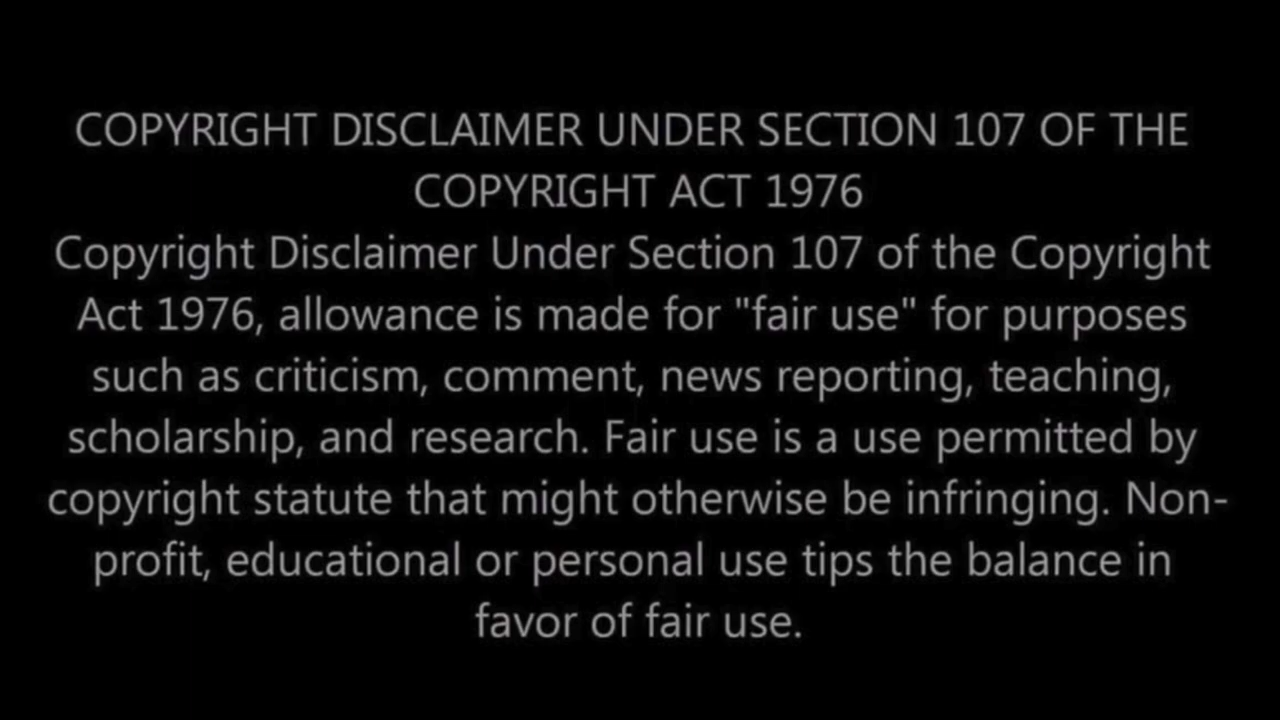 COPYRIGHT DISCLAIMER UNDER SECTION 107 OF THE
COPYRIGHT ACT 1976
Copyright Disclaimer Under Section 107 of the Copyright
Act 1976, allowance is made for "fair use" for purposes
such as criticism, comment, news reporting, teaching,
scholarship, and research. Fair use is a use permitted by
copyright statute that might otherwise be infringing. Non-
profit, educational or personal use tips the balance in
favor of fair use.